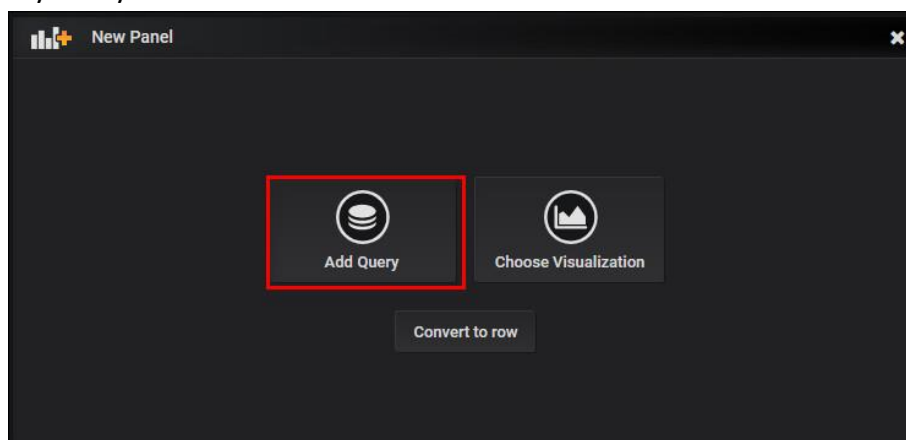 New Panel
Add Query
Choose Visualization
Convert to row